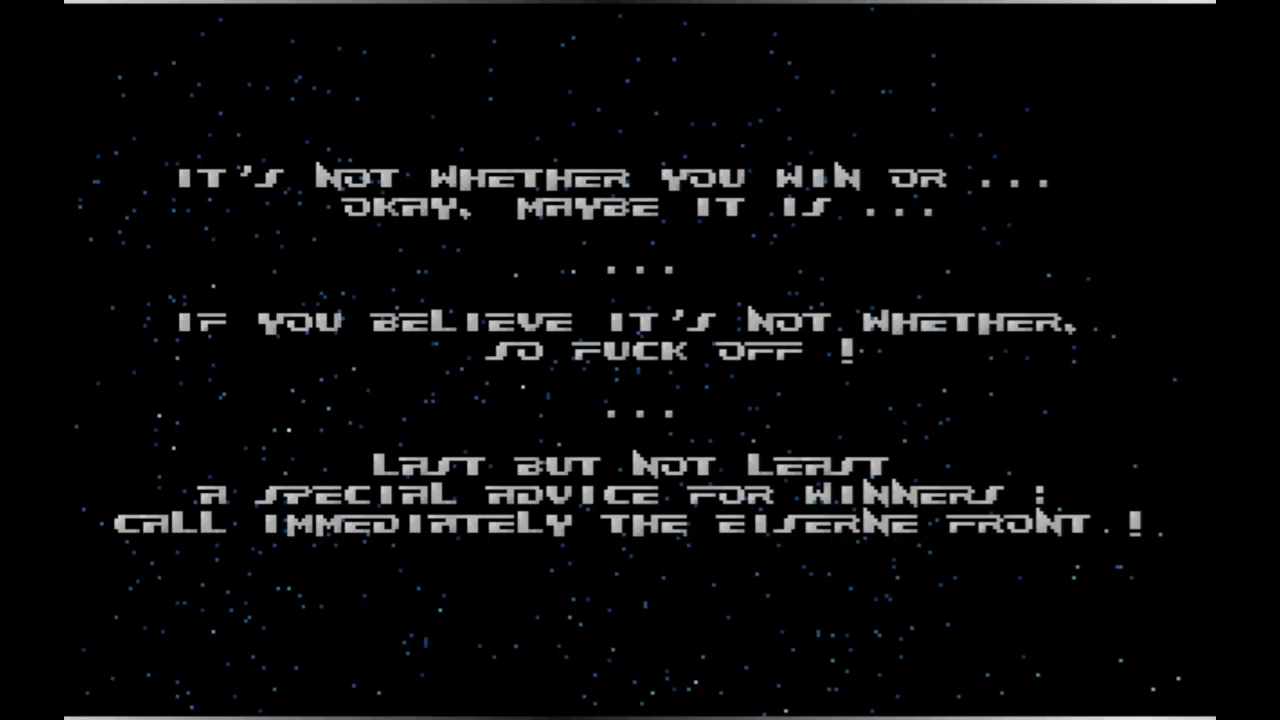 IT'S NOT WHETHER YOU WIN OR ...
OKAY, MAYBE IT IS ...
...
IF YOU BELIEVE IT'S NOT WHETHER,
SO FUCK OFF !
...
LAST BUT NOT LEAST
A SPECIAL ADVICE FOR WINNERS :
CALL IMMEDIATELY THE EISERNE FRONT !